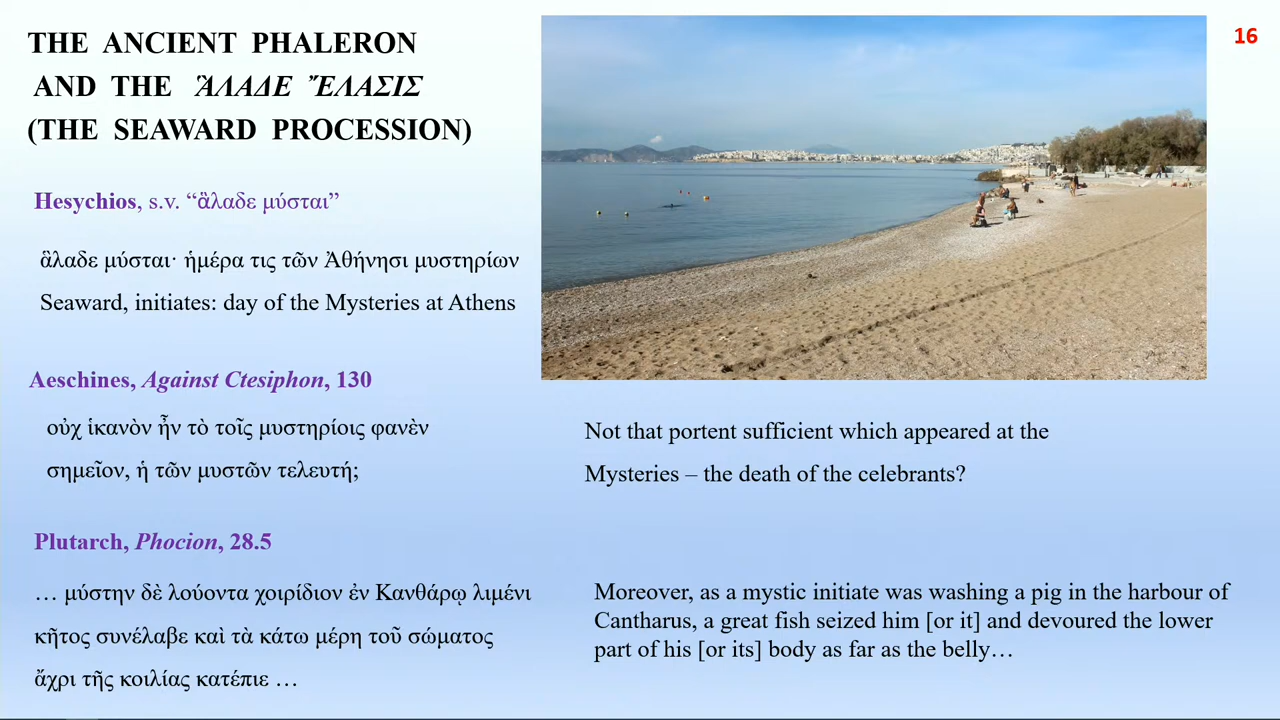 THE ANCIENT PHALERON
AND THE ἍΛΑΔΕ ἜΛΑΣΙΣ
(THE SEAWARD PROCESSION)
16
Hesychios, s.v. “ἅλαδε μύσται”
ἅλαδε μύσται· ἡμέρα τις τῶν Ἀθήνησι μυστηρίων
Seaward, initiates: day of the Mysteries at Athens
Aeschines, Against Ctesiphon, 130
οὐχ ἱκανὸν ἦν τὸ τοῖς μυστηρίοις φανὲν
σημεῖον, ἡ τῶν μυστῶν τελευτή;
Not that portent sufficient which appeared at the
Mysteries – the death of the celebrants?
Plutarch, Phocion, 28.5
… μύστην δὲ λούοντα χοιρίδιον ἐν Κανθάρῳ λιμένι
κῆτος συνέλαβε καὶ τὰ κάτω μέρη τοῦ σώματος
ἄχρι τῆς κοιλίας κατέπιε …
Moreover, as a mystic initiate was washing a pig in the harbour of
Cantharus, a great fish seized him [or it] and devoured the lower
part of his [or its] body as far as the belly…